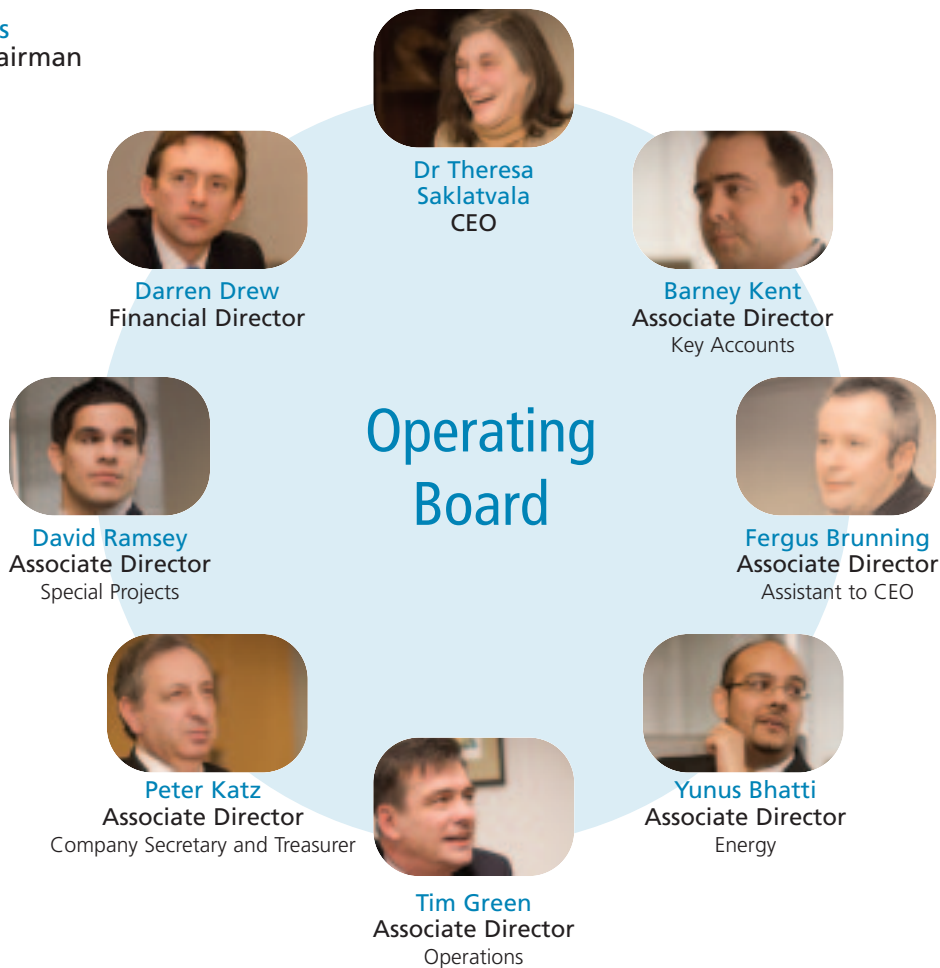 s
airman
Dr Theresa
Saklatvala
CEO
Darren Drew
Financial Director
Barney Kent
Associate Director
Key Accounts
Operating
Board
David Ramsey
Associate Director
Special Projects
Fergus Brunning
Associate Director
Assistant to CEO
Peter Katz
Associate Director
Company Secretary and Treasurer
Yunus Bhatti
Associate Director
Energy
Tim Green
Associate Director
Operations